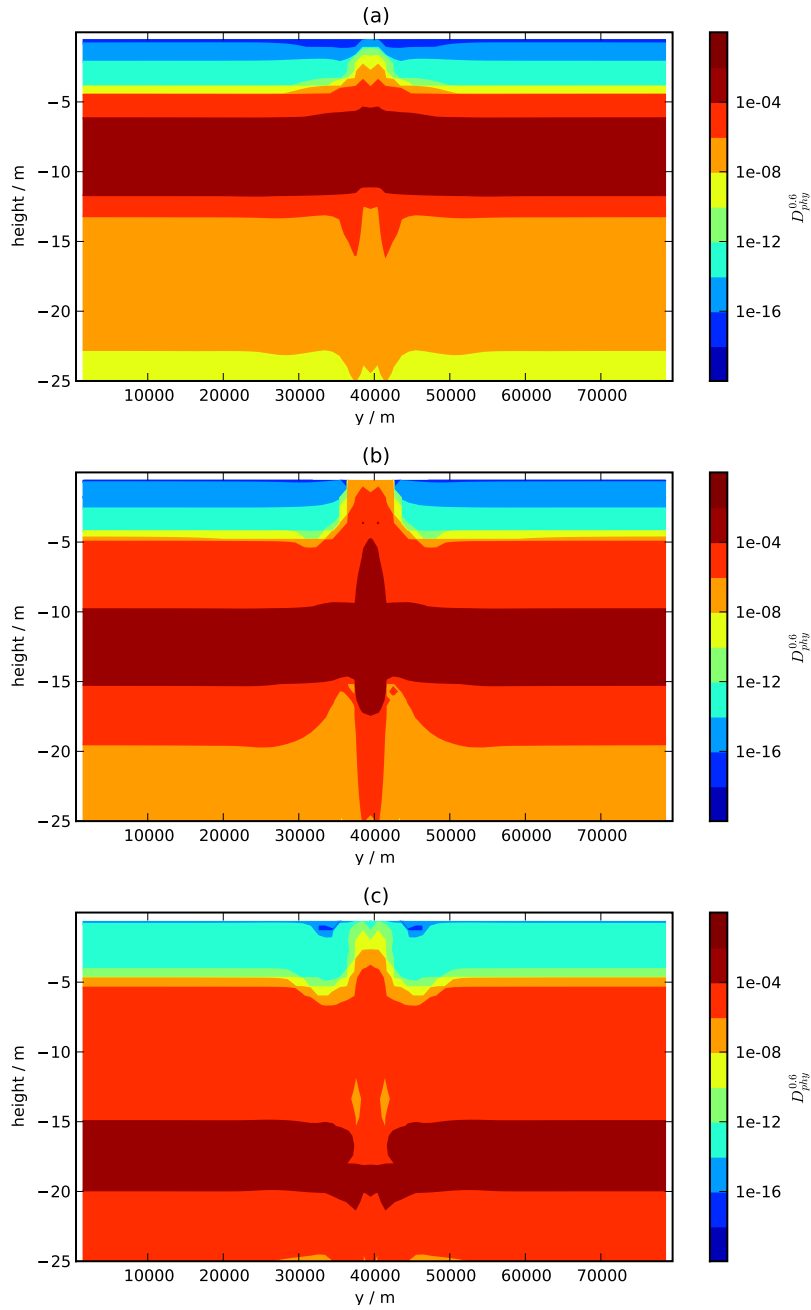 (a)
height / m
−5
−10
−15
−20
−25
10000 20000 30000 40000 50000 60000 70000
y / m
1e-04
1e-08
1e-12
1e-16
D_{phy}^{0.6}
(b)
height / m
−5
−10
−15
−20
−25
10000 20000 30000 40000 50000 60000 70000
y / m
1e-04
1e-08
1e-12
1e-16
D_{phy}^{0.6}
(c)
height / m
−5
−10
−15
−20
−25
10000 20000 30000 40000 50000 60000 70000
y / m
1e-04
1e-08
1e-12
1e-16
D_{phy}^{0.6}